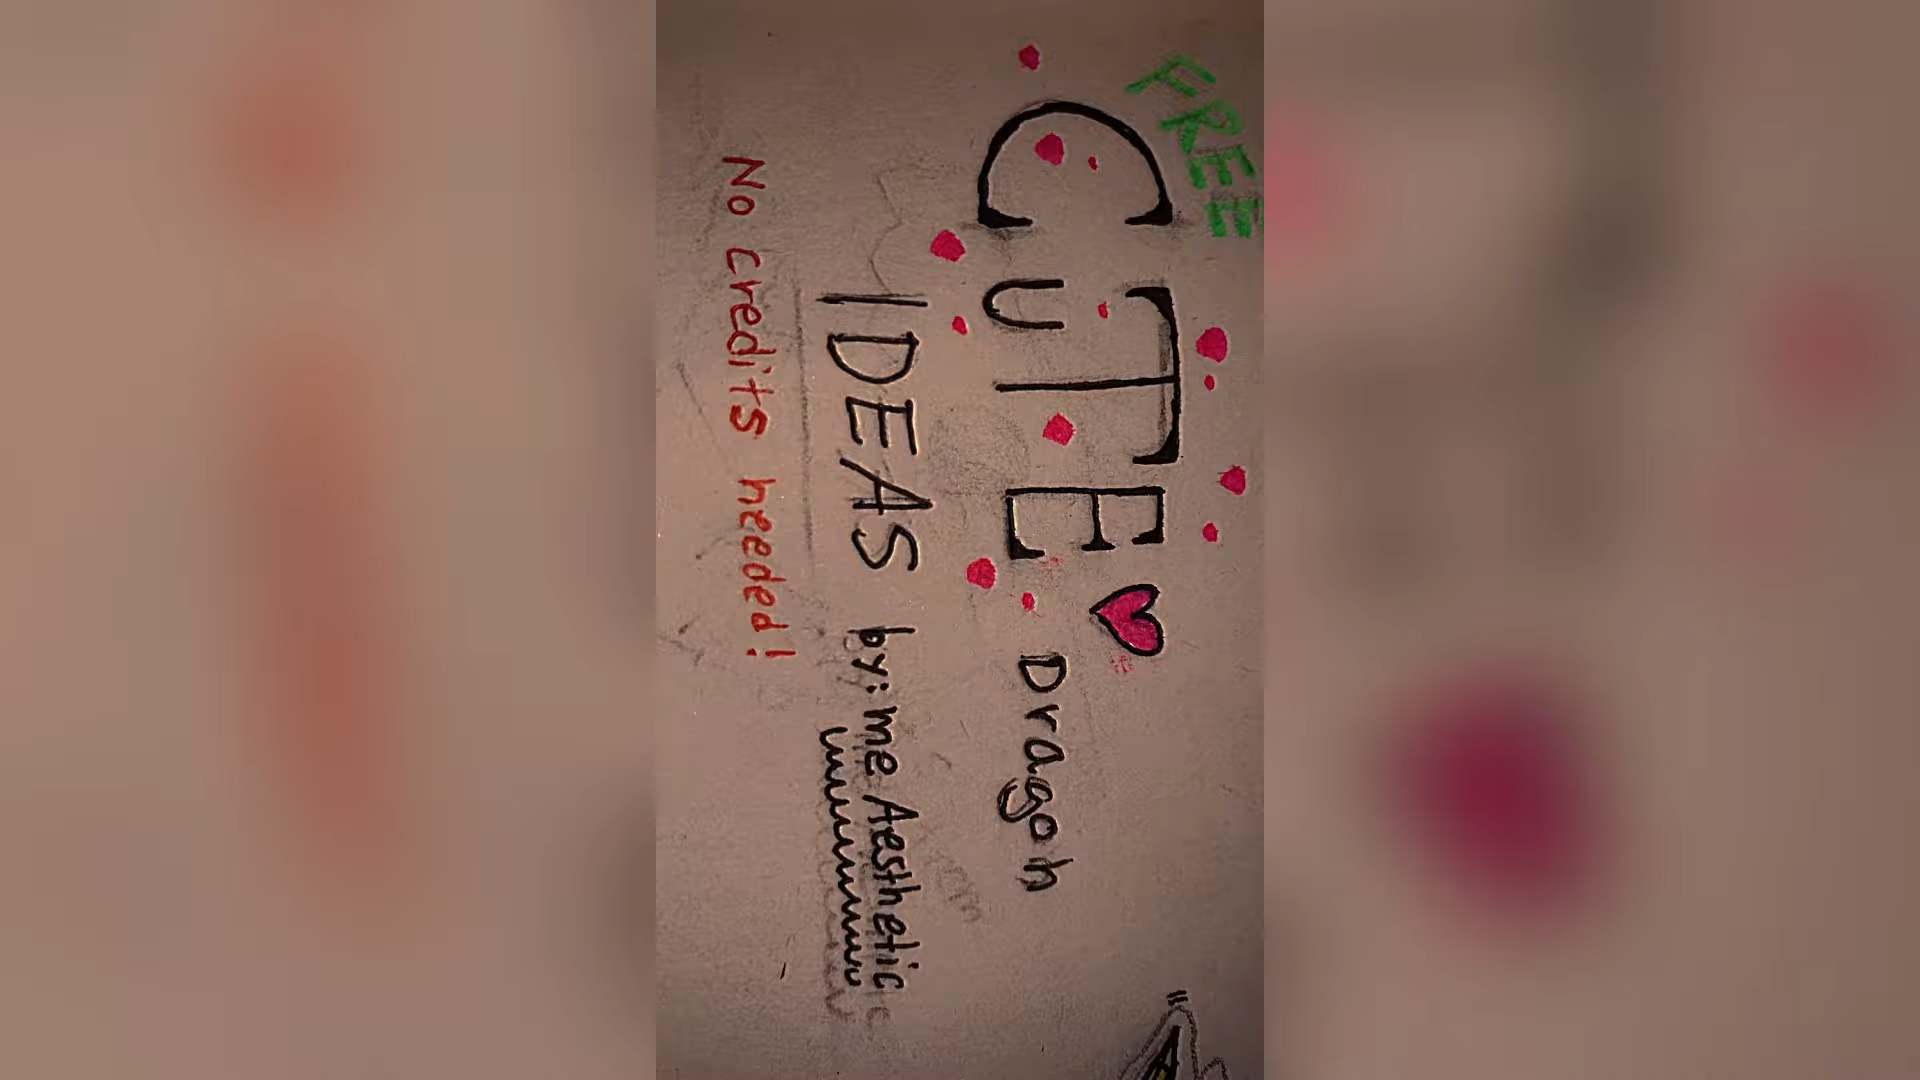 FREE
CUTE
Dragon
IDEAS by: me Aesthetic
No credits needed!